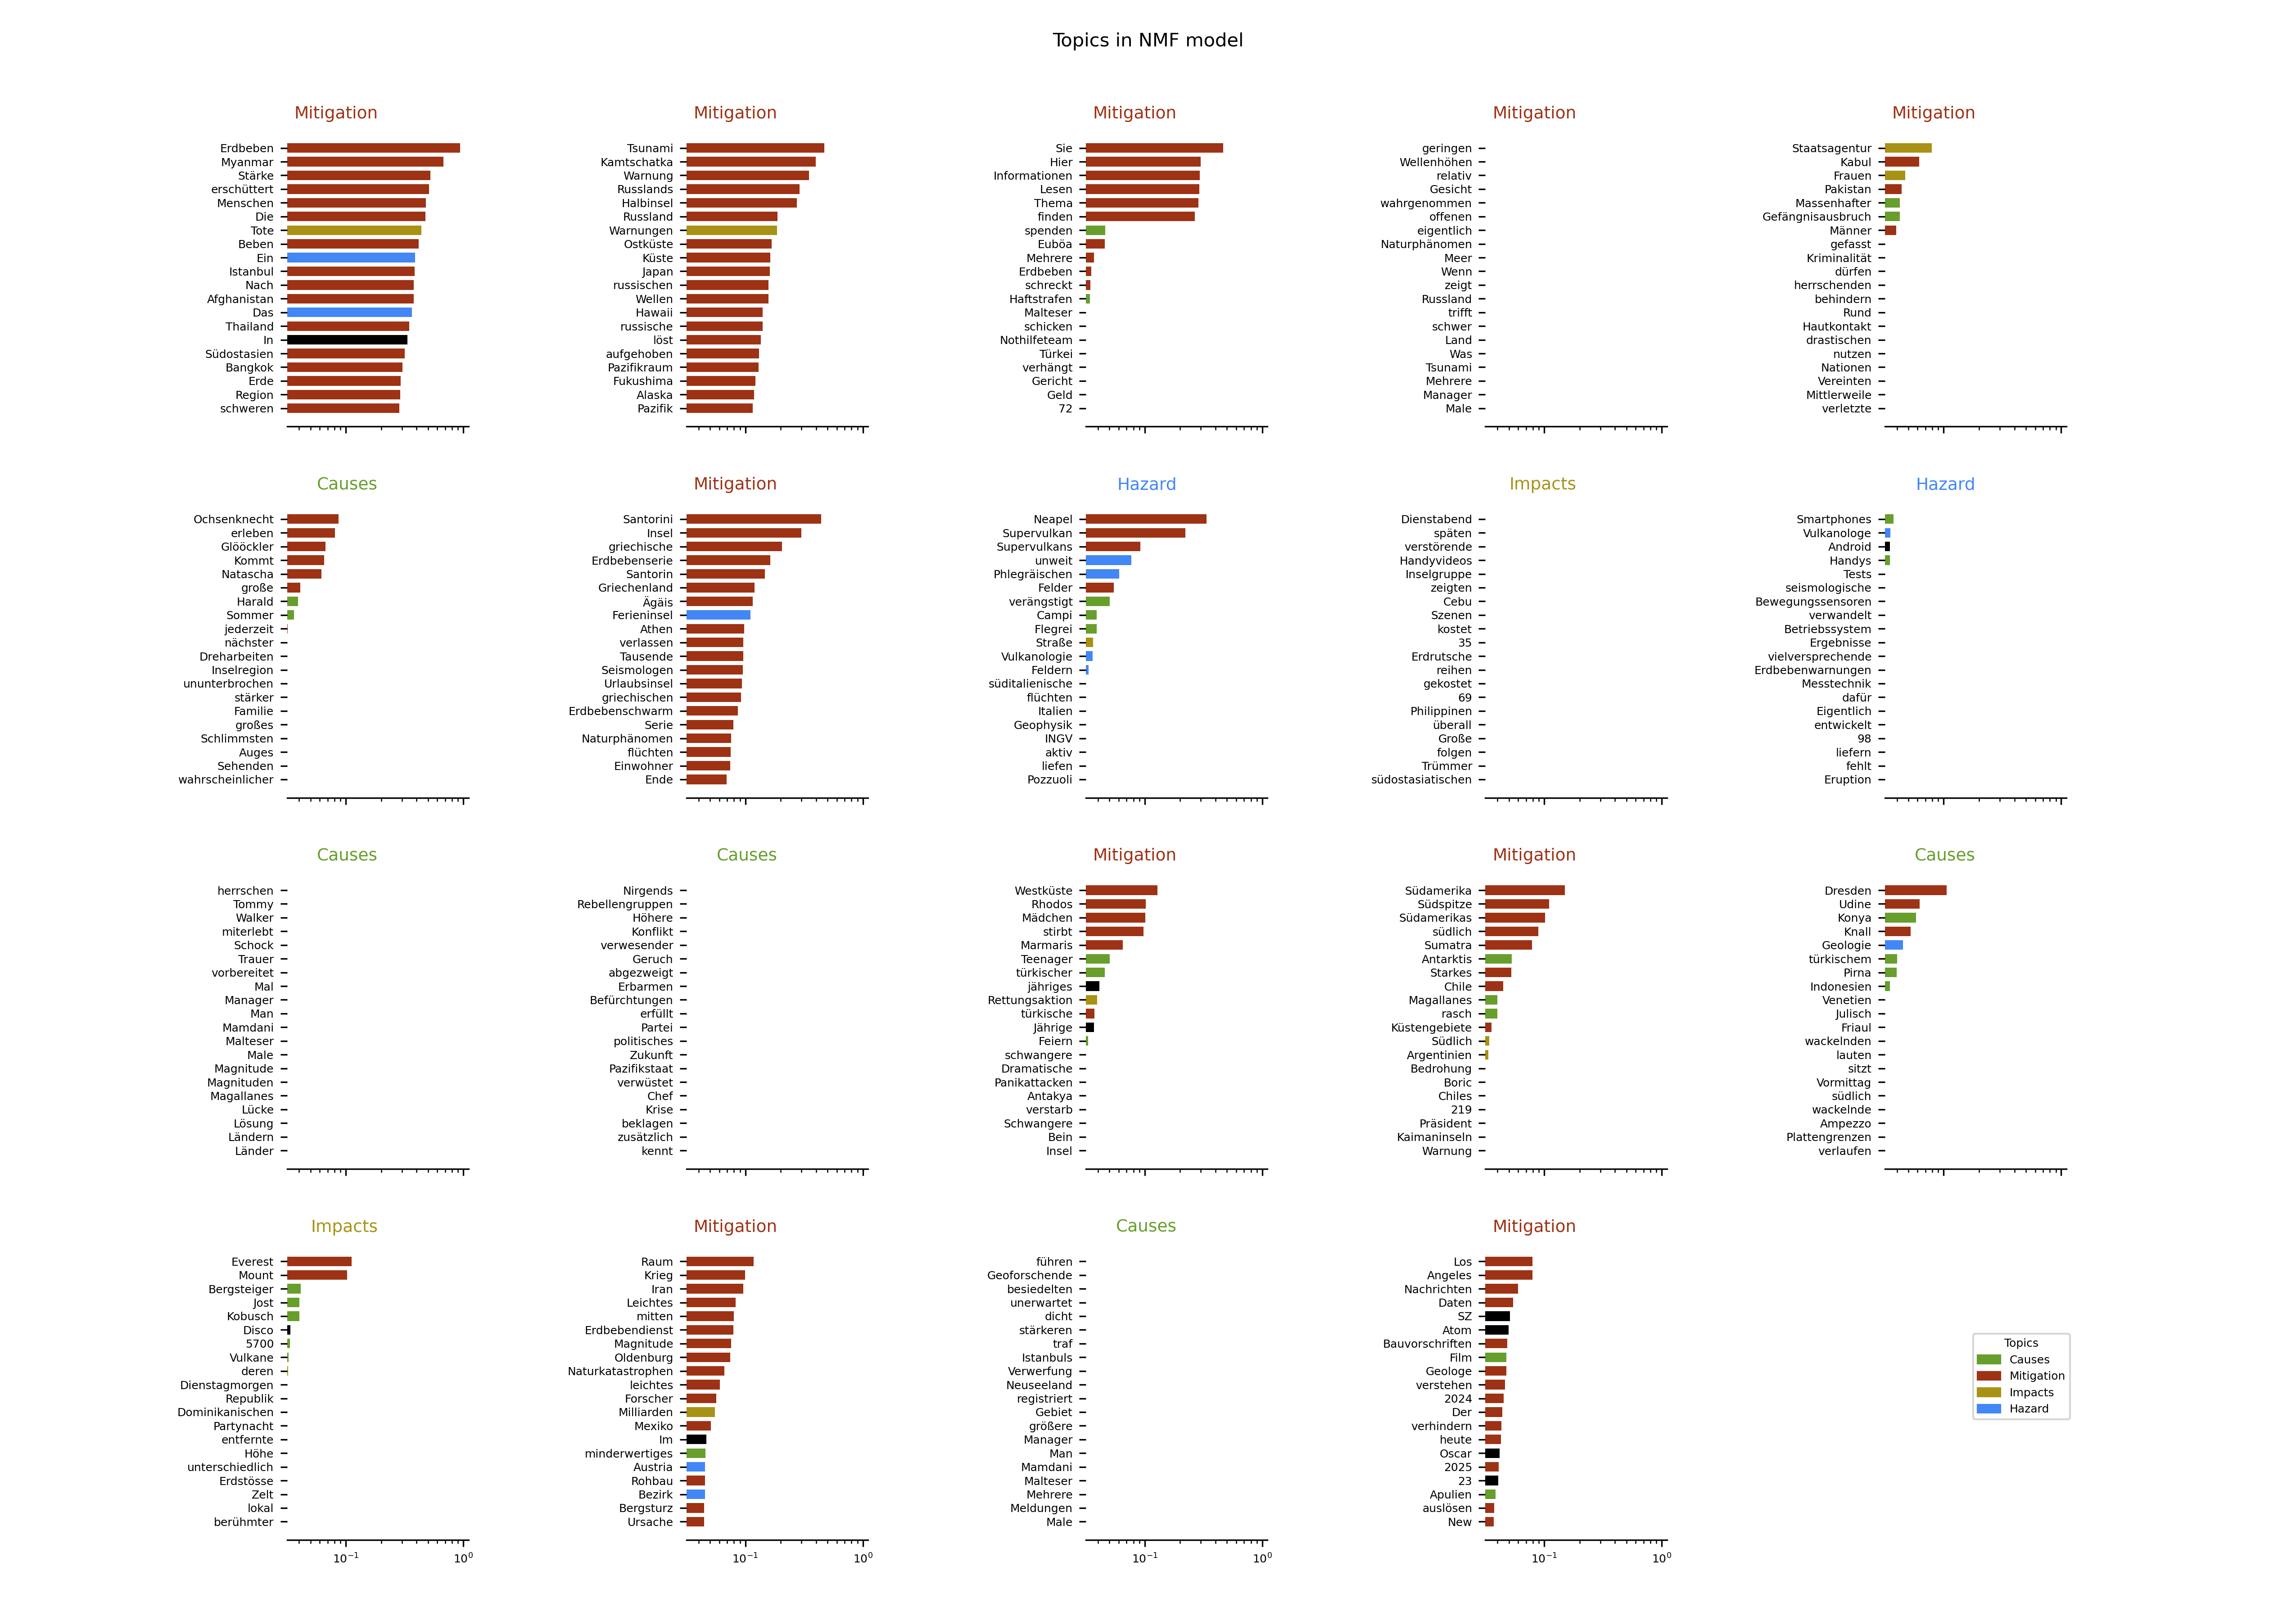 Topics in NMF model
Mitigation
Erdbeben
Myanmar
Stärke
erschüttert
Menschen
Die
Tote
Beben
Ein
Istanbul
Nach
Afghanistan
Das
Thailand
In
Südostasien
Bangkok
Erde
Region
schweren
Mitigation
Tsunami
Kamtschatka
Warnung
Russlands
Halbinsel
Russland
Warnungen
Ostküste
Küste
Japan
russischen
Wellen
Hawaii
russische
löst
aufgehoben
Pazifikraum
Fukushima
Alaska
Pazifik
Mitigation
Sie
Hier
Informationen
Lesen
Thema
finden
spenden
Euböa
Mehrere
Erdbeben
schreckt
Haftstrafen
Malteser
schicken
Nothilfeteam
Türkei
verhängt
Gericht
Geld
72
Mitigation
geringen
Wellenhöhen
relativ
Gesicht
wahrgenommen
offenen
eigentlich
Naturphänomen
Meer
Wenn
zeigt
Russland
trifft
schwer
Land
Was
Tsunami
Mehrere
Manager
Male
Mitigation
Staatsagentur
Kabul
Frauen
Pakistan
Massenhafter
Gefängnisausbruch
Männer
gefasst
Kriminalität
dürfen
herrschenden
behindern
Rund
Hautkontakt
drastischen
nutzen
Nationen
Vereinten
Mittlerweile
verletzte
Causes
Ochsenknecht
erleben
Glööckler
Kommt
Natascha
große
Harald
Sommer
jederzeit
nächster
Dreharbeiten
Inselregion
ununterbrochen
stärker
Familie
großes
Schlimmsten
Auges
Sehenden
wahrscheinlicher
Mitigation
Santorini
Insel
griechische
Erdbebenserie
Santorin
Griechenland
Ägäis
Ferieninsel
Athen
verlassen
Tausende
Seismologen
Urlaubsinsel
griechischen
Erdbebenschwarm
Serie
Naturphänomen
flüchten
Einwohner
Ende
Hazard
Neapel
Supervulkan
Supervulkans
unweit
Phlegräischen
Felder
verängstigt
Campi
Flegrei
Straße
Vulkanologie
Feldern
süditalienische
flüchten
Italien
Geophysik
INGV
aktiv
liefen
Pozzuoli
Impacts
Dienstabend
späten
verstörende
Handyvideos
Inselgruppe
zeigten
Cebu
Szenen
kostet
35
Erdrutsche
reihen
gekostet
69
Philippinen
überall
Große
folgen
Trümmer
südostasiatischen
Hazard
Smartphones
Vulkanologe
Android
Handys
Tests
seismologische
Bewegungssensoren
verwandelt
Betriebssystem
Ergebnisse
vielversprechende
Erdbebenwarnungen
Messtechnik
dafür
Eigentlich
entwickelt
98
liefern
fehlt
Eruption
Causes
herrschen
Tommy
Walker
miterlebt
Schock
Trauer
vorbereitet
Mal
Manager
Man
Mamdani
Malteser
Male
Magnitude
Magnituden
Magallanes
Lücke
Lösung
Ländern
Länder
Causes
Nirgends
Rebellengruppen
Höhere
Konflikt
verwesender
Geruch
abgezweigt
Erbarmen
Befürchtungen
erfüllt
Partei
politisches
Zukunft
Pazifikstaat
verwüstet
Chef
Krise
beklagen
zusätzlich
kennt
Mitigation
Westküste
Rhodos
Mädchen
stirbt
Marmaris
Teenager
türkischer
jähriges
Rettungsaktion
türkische
Jährige
Feiern
schwangere
Dramatische
Panikattacken
Antakya
verstarb
Schwangere
Bein
Insel
Mitigation
Südamerika
Südspitze
Südamerikas
südlich
Sumatra
Antarktis
Starkes
Chile
Magallanes
rasch
Küstengebiete
Südlich
Argentinien
Bedrohung
Boric
Chiles
219
Präsident
Kaimaninseln
Warnung
Causes
Dresden
Udine
Konya
Knall
Geologie
türkischem
Pirna
Indonesien
Venetien
Julisch
Friaul
wackelnden
lauten
sitzt
Vormittag
südlich
wackelnde
Ampezzo
Plattengrenzen
verlaufen
Impacts
Everest
Mount
Bergsteiger
Jost
Kobusch
Disco
5700
Vulkane
deren
Dienstagmorgen
Republik
Dominikanischen
Partynacht
entfernte
Höhe
unterschiedlich
Erdstösse
Zelt
lokal
berühmter
10⁻¹ 10⁰
Mitigation
Raum
Krieg
Iran
Leichtes
mitten
Erdbebendienst
Magnitude
Oldenburg
Naturkatastrophen
leichtes
Forscher
Milliarden
Mexiko
Im
minderwertiges
Austria
Rohbau
Bezirk
Bergsturz
Ursache
10⁻¹ 10⁰
Causes
führen
Geoforschende
besiedelten
unerwartet
dicht
stärkeren
traf
Istanbuls
Verwerfung
Neuseeland
registriert
Gebiet
größere
Manager
Man
Mamdani
Malteser
Mehrere
Meldungen
Male
10⁻¹ 10⁰
Mitigation
Los
Angeles
Nachrichten
Daten
SZ
Atom
Bauvorschriften
Film
Geologe
verstehen
2024
Der
verhindern
heute
Oscar
2025
23
Apulien
auslösen
New
10⁻¹ 10⁰
Topics
Causes
Mitigation
Impacts
Hazard